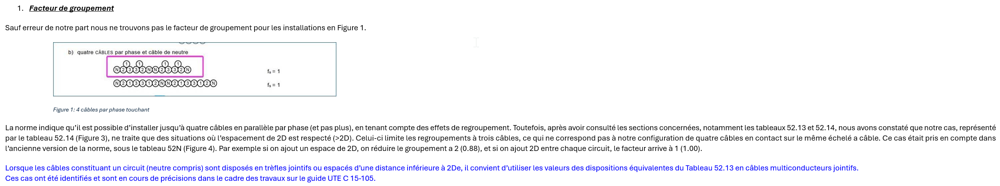 1. Facteur de groupement
Sauf erreur de notre part nous ne trouvons pas le facteur de groupement pour les installations en Figure 1.
b) quatre CÂBLES par phase et câble de neutre
1 1 1 1
N 2 3 3 2 N N 2 3 3 2 N fs = 1
N 2 1 3 3 1 2 N N 2 1 3 3 1 2 N fs = 1
Figure 1: 4 câbles par phase touchant
La norme indique qu’il est possible d’installer jusqu’à quatre câbles en parallèle par phase (et pas plus), en tenant compte des effets de regroupement. Toutefois, après avoir consulté les sections concernées, notamment les tableaux 52.13 et 52.14, nous avons constaté que notre cas, représenté
par le tableau 52.14 (Figure 3), ne traite que des situations où l’espacement de 2D est respecté (>2D). Celui-ci limite les regroupements à trois câbles, ce qui ne correspond pas à notre configuration de quatre câbles en contact sur le même échelé a câble. Ce cas était pris en compte dans
l’ancienne version de la norme, sous le tableau 52N (Figure 4). Par exemple si on ajout un espace de 2D, on réduire le groupement a 2 (0.88), et si on ajout 2D entre chaque circuit, le facteur arrive à 1 (1.00).
Lorsque les câbles constituant un circuit (neutre compris) sont disposés en trèfles jointifs ou espacés d’une distance inférieure à 2De, il convient d’utiliser les valeurs des dispositions équivalentes du Tableau 52.13 en câbles multiconducteurs jointifs.
Ces cas ont été identifiés et sont en cours de précisions dans le cadre des travaux sur le guide UTE C 15-105.